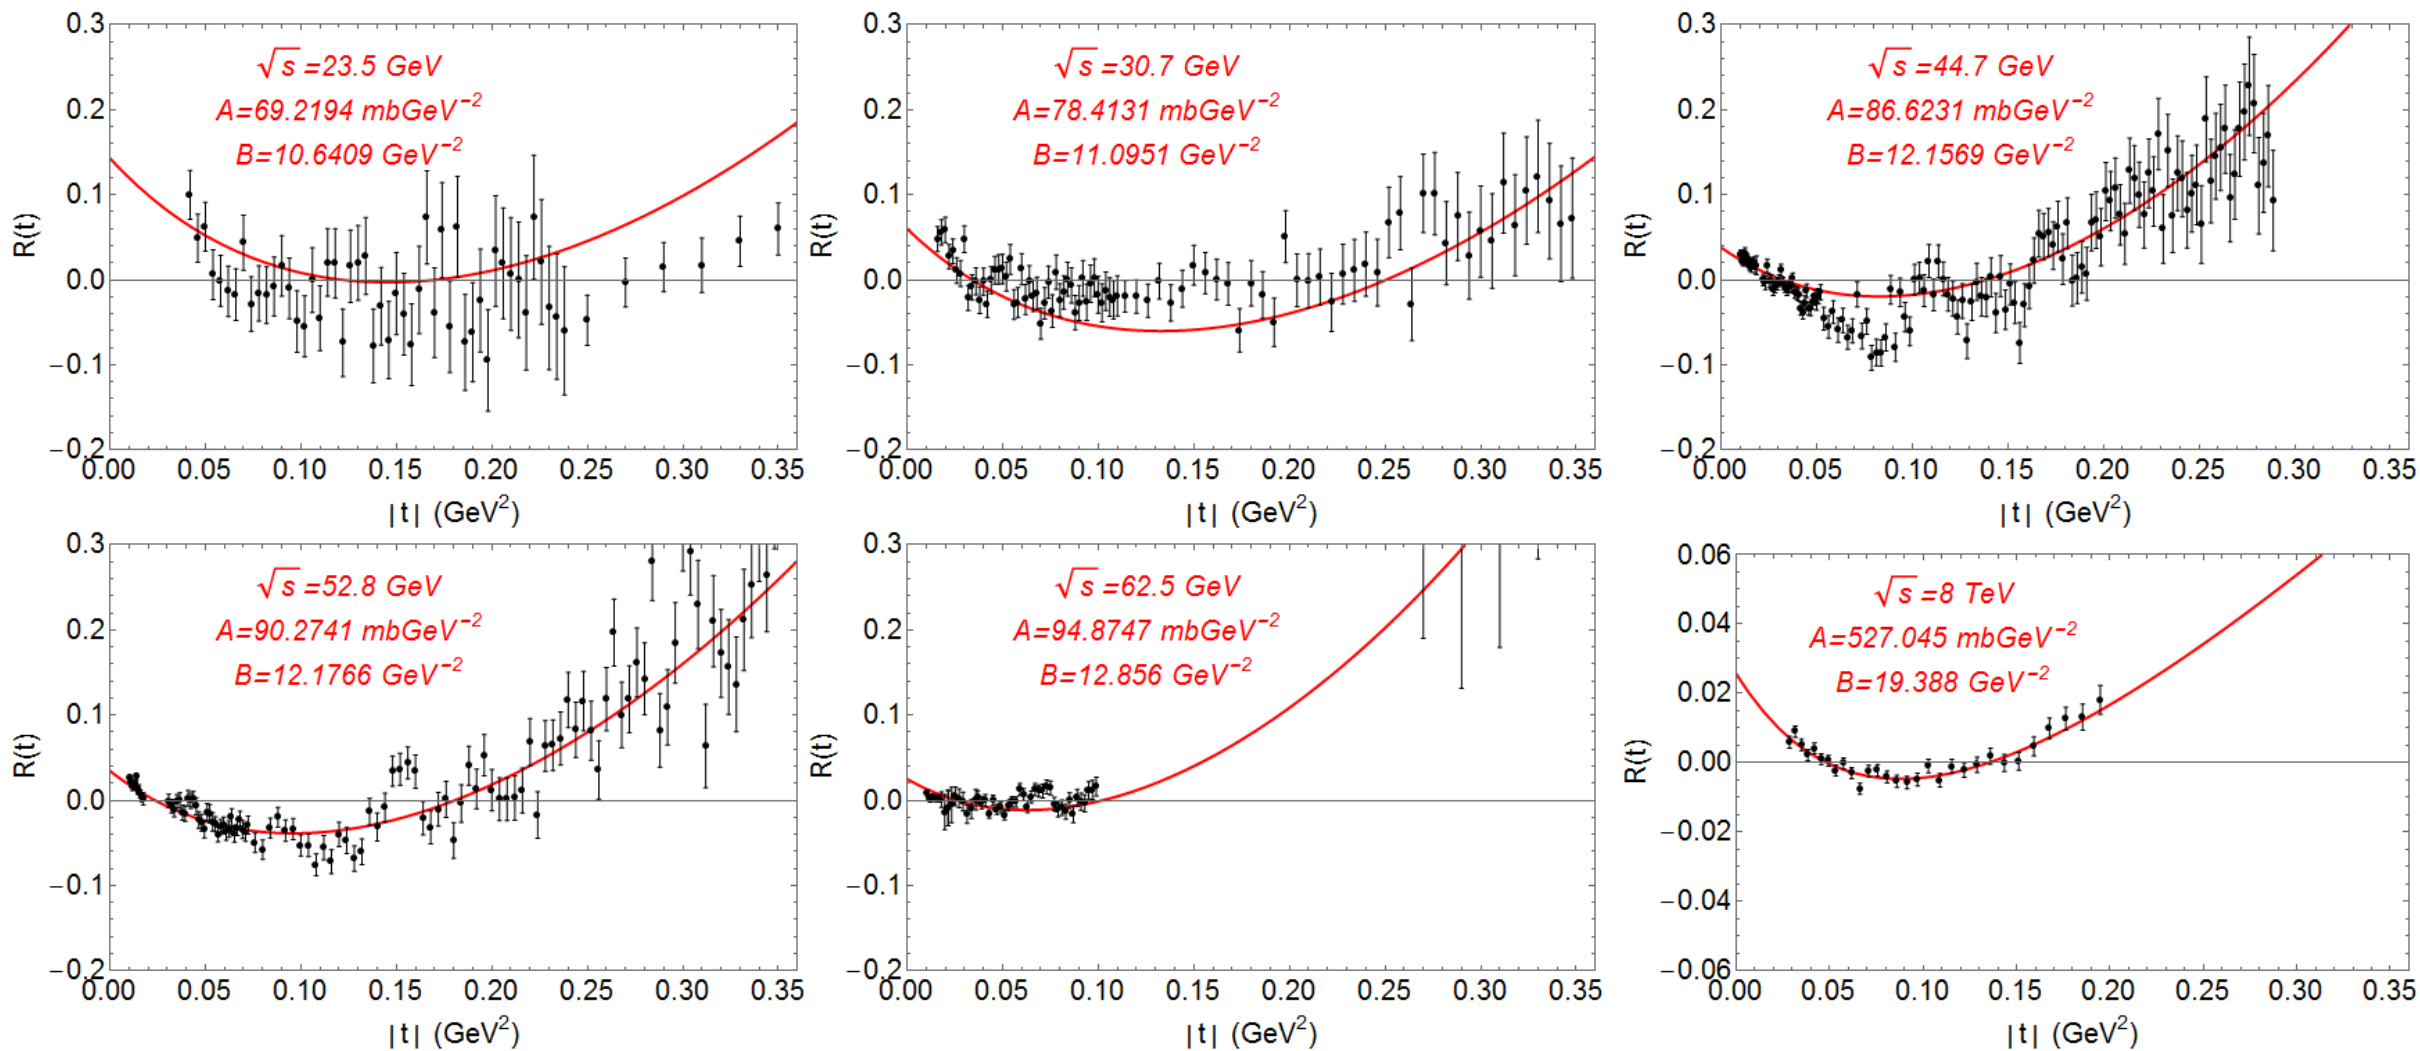 √s =23.5 GeV
A=69.2194 mbGeV⁻²
B=10.6409 GeV⁻²
R(t)
0.3
0.2
0.1
0.0
−0.1
−0.2
0.00 0.05 0.10 0.15 0.20 0.25 0.30 0.35
|t| (GeV²)
√s =30.7 GeV
A=78.4131 mbGeV⁻²
B=11.0951 GeV⁻²
R(t)
0.3
0.2
0.1
0.0
−0.1
−0.2
0.00 0.05 0.10 0.15 0.20 0.25 0.30 0.35
|t| (GeV²)
√s =44.7 GeV
A=86.6231 mbGeV⁻²
B=12.1569 GeV⁻²
R(t)
0.3
0.2
0.1
0.0
−0.1
−0.2
0.00 0.05 0.10 0.15 0.20 0.25 0.30 0.35
|t| (GeV²)
√s =52.8 GeV
A=90.2741 mbGeV⁻²
B=12.1766 GeV⁻²
R(t)
0.3
0.2
0.1
0.0
−0.1
−0.2
0.00 0.05 0.10 0.15 0.20 0.25 0.30 0.35
|t| (GeV²)
√s =62.5 GeV
A=94.8747 mbGeV⁻²
B=12.856 GeV⁻²
R(t)
0.3
0.2
0.1
0.0
−0.1
−0.2
0.00 0.05 0.10 0.15 0.20 0.25 0.30 0.35
|t| (GeV²)
√s =8 TeV
A=527.045 mbGeV⁻²
B=19.388 GeV⁻²
R(t)
0.06
0.04
0.02
0.00
−0.02
−0.04
−0.06
0.00 0.05 0.10 0.15 0.20 0.25 0.30 0.35
|t| (GeV²)